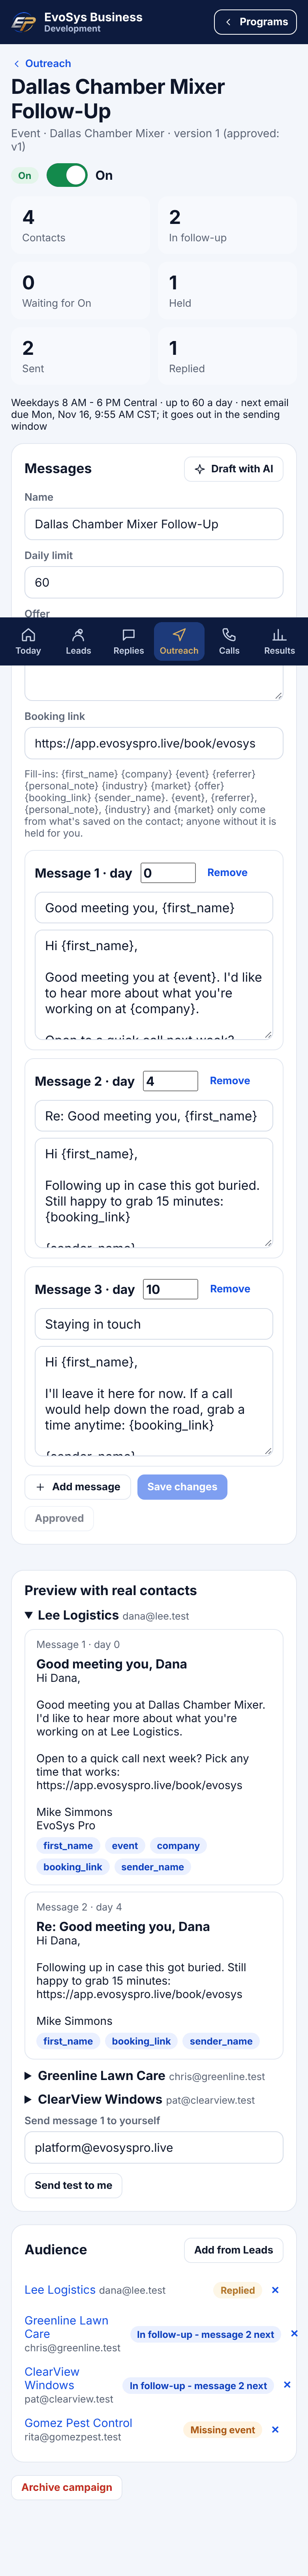 EvoSys Business
Development
Programs
Outreach
Dallas Chamber Mixer
Follow-Up
Event · Dallas Chamber Mixer · version 1 (approved:
v1)
On
On
4
Contacts
2
In follow-up
0
Waiting for On
1
Held
2
Sent
1
Replied
Weekdays 8 AM - 6 PM Central · up to 60 a day · next email
due Mon, Nov 16, 9:55 AM CST; it goes out in the sending
window
Messages
Draft with AI
Name
Dallas Chamber Mixer Follow-Up
Daily limit
60
Offer
Today
Leads
Replies
Outreach
Calls
Results
Booking link
https://app.evosyspro.live/book/evosys
Fill-ins: {first_name} {company} {event} {referrer}
{personal_note} {industry} {market} {offer}
{booking_link} {sender_name}. {event}, {referrer},
{personal_note}, {industry} and {market} only come
from what's saved on the contact; anyone without it is
held for you.
Message 1 · day 0 Remove
Good meeting you, {first_name}
Hi {first_name},
Good meeting you at {event}. I'd like
to hear more about what you're
working on at {company}.
Open to a quick call next week?
Message 2 · day 4 Remove
Re: Good meeting you, {first_name}
Hi {first_name},
Following up in case this got buried.
Still happy to grab 15 minutes:
{booking_link}
{sender_name}
Message 3 · day 10 Remove
Staying in touch
Hi {first_name},
I'll leave it here for now. If a call
would help down the road, grab a
time anytime: {booking_link}
{sender_name}
Add message
Save changes
Approved
Preview with real contacts
Lee Logistics dana@lee.test
Message 1 · day 0
Good meeting you, Dana
Hi Dana,
Good meeting you at Dallas Chamber Mixer.
I'd like to hear more about what you're
working on at Lee Logistics.
Open to a quick call next week? Pick any
time that works:
https://app.evosyspro.live/book/evosys
Mike Simmons
EvoSys Pro
first_name event company
booking_link sender_name
Message 2 · day 4
Re: Good meeting you, Dana
Hi Dana,
Following up in case this got buried. Still
happy to grab 15 minutes:
https://app.evosyspro.live/book/evosys
Mike Simmons
first_name booking_link sender_name
Greenline Lawn Care chris@greenline.test
ClearView Windows pat@clearview.test
Send message 1 to yourself
platform@evosyspro.live
Send test to me
Audience
Add from Leads
Lee Logistics dana@lee.test
Replied
Greenline Lawn
Care
chris@greenline.test
In follow-up - message 2 next
ClearView
Windows
pat@clearview.test
In follow-up - message 2 next
Gomez Pest Control
rita@gomezpest.test
Missing event
Archive campaign